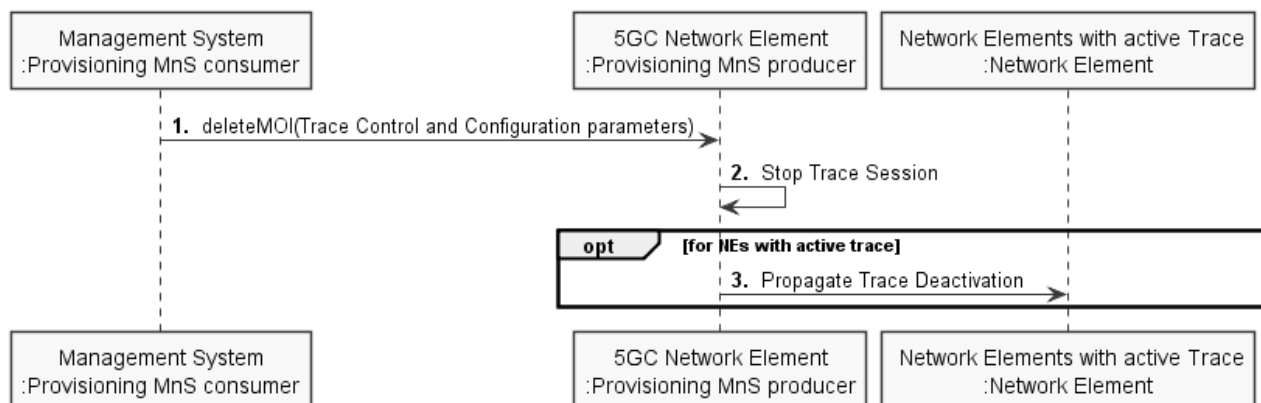 Management System
:Provisioning MnS consumer
5GC Network Element
:Provisioning MnS producer
Network Elements with active Trace
:Network Element
1. deleteMOI(Trace Control and Configuration parameters)
2. Stop Trace Session
opt [for NEs with active trace]
3. Propagate Trace Deactivation
Management System
:Provisioning MnS consumer
5GC Network Element
:Provisioning MnS producer
Network Elements with active Trace
:Network Element